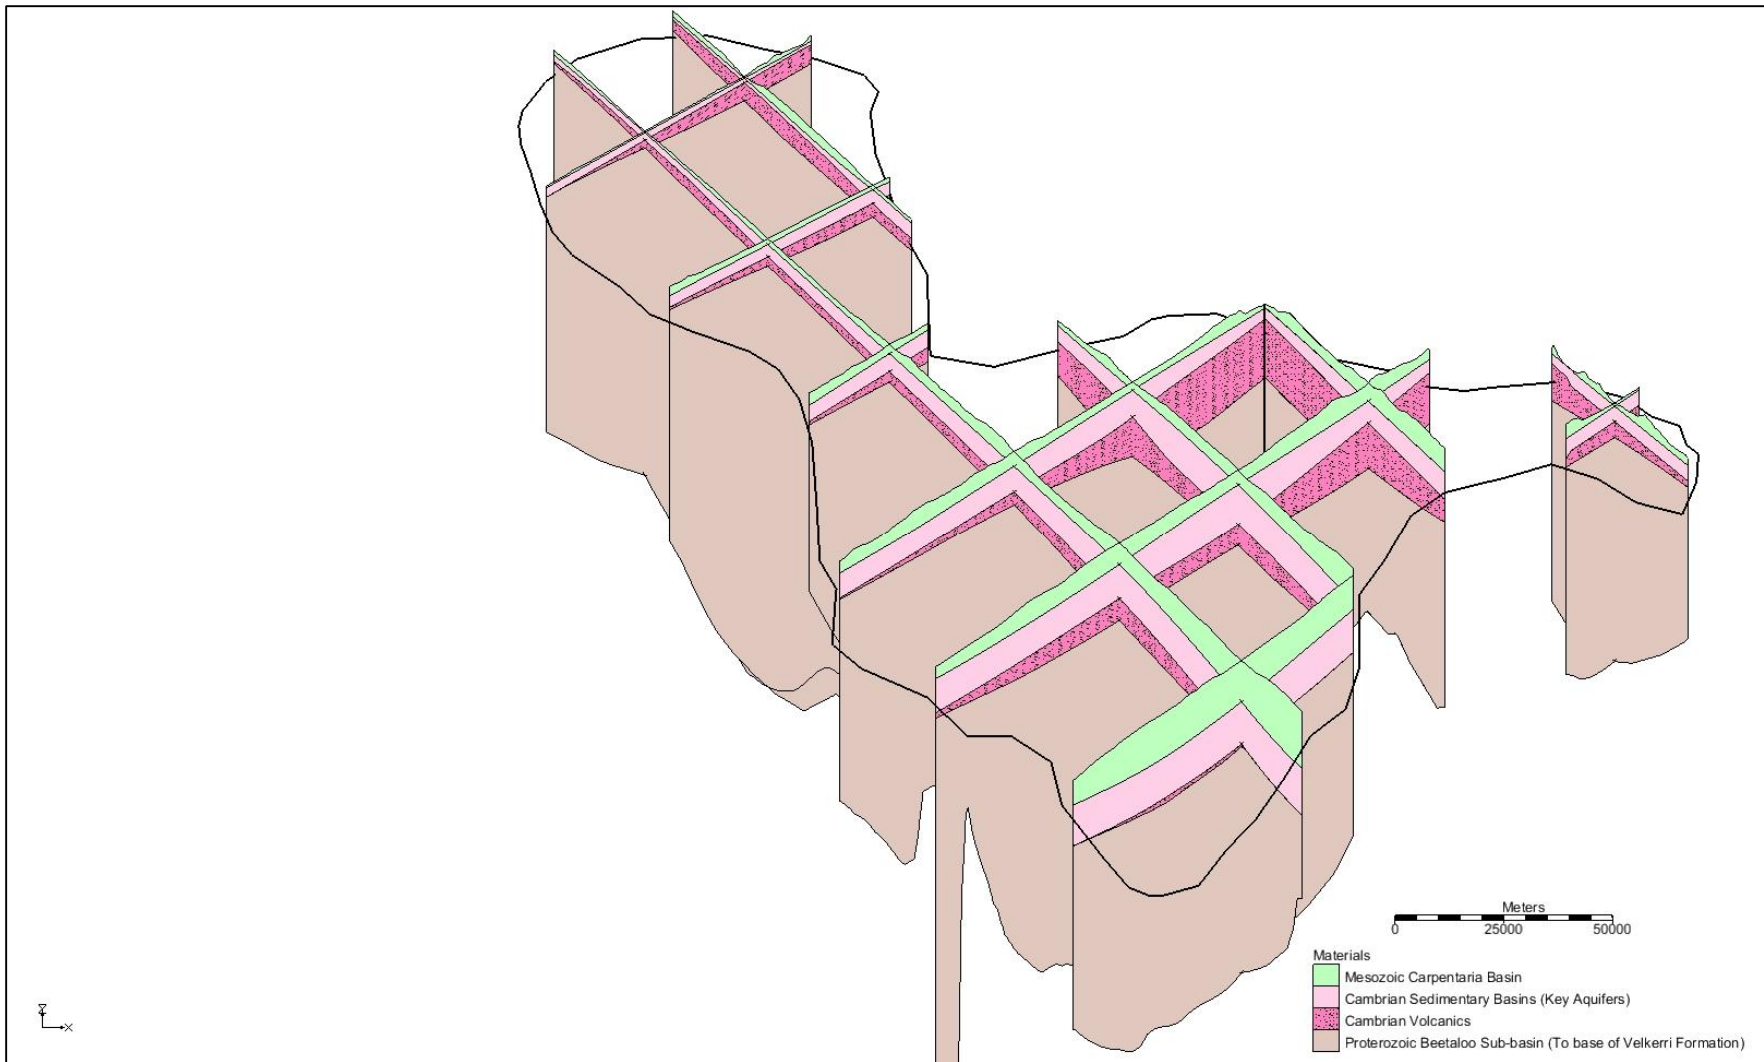 Meters
0 25000 50000
Materials
Mesozoic Carpentaria Basin
Cambrian Sedimentary Basins (Key Aquifers)
Cambrian Volcanics
Proterozoic Beetaloo Sub-basin (To base of Velkerri Formation)
Z
X